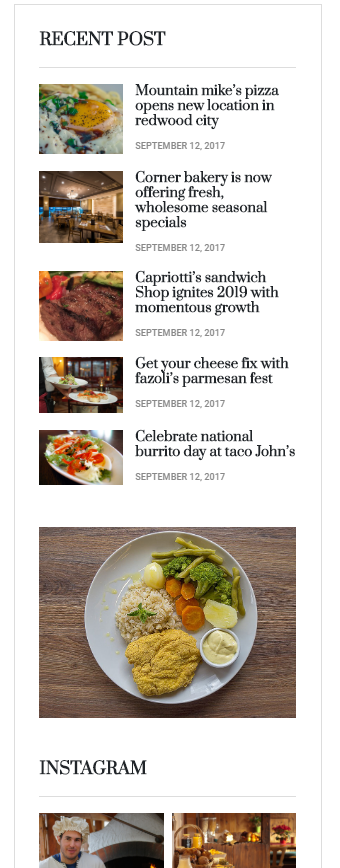 RECENT POST
Mountain mike's pizza
opens new location in
redwood city
SEPTEMBER 12, 2017
Corner bakery is now
offering fresh,
wholesome seasonal
specials
SEPTEMBER 12, 2017
Capriotti's sandwich
Shop ignites 2019 with
momentous growth
SEPTEMBER 12, 2017
Get your cheese fix with
fazoli's parmesan fest
SEPTEMBER 12, 2017
Celebrate national
burrito day at taco John's
SEPTEMBER 12, 2017
INSTAGRAM